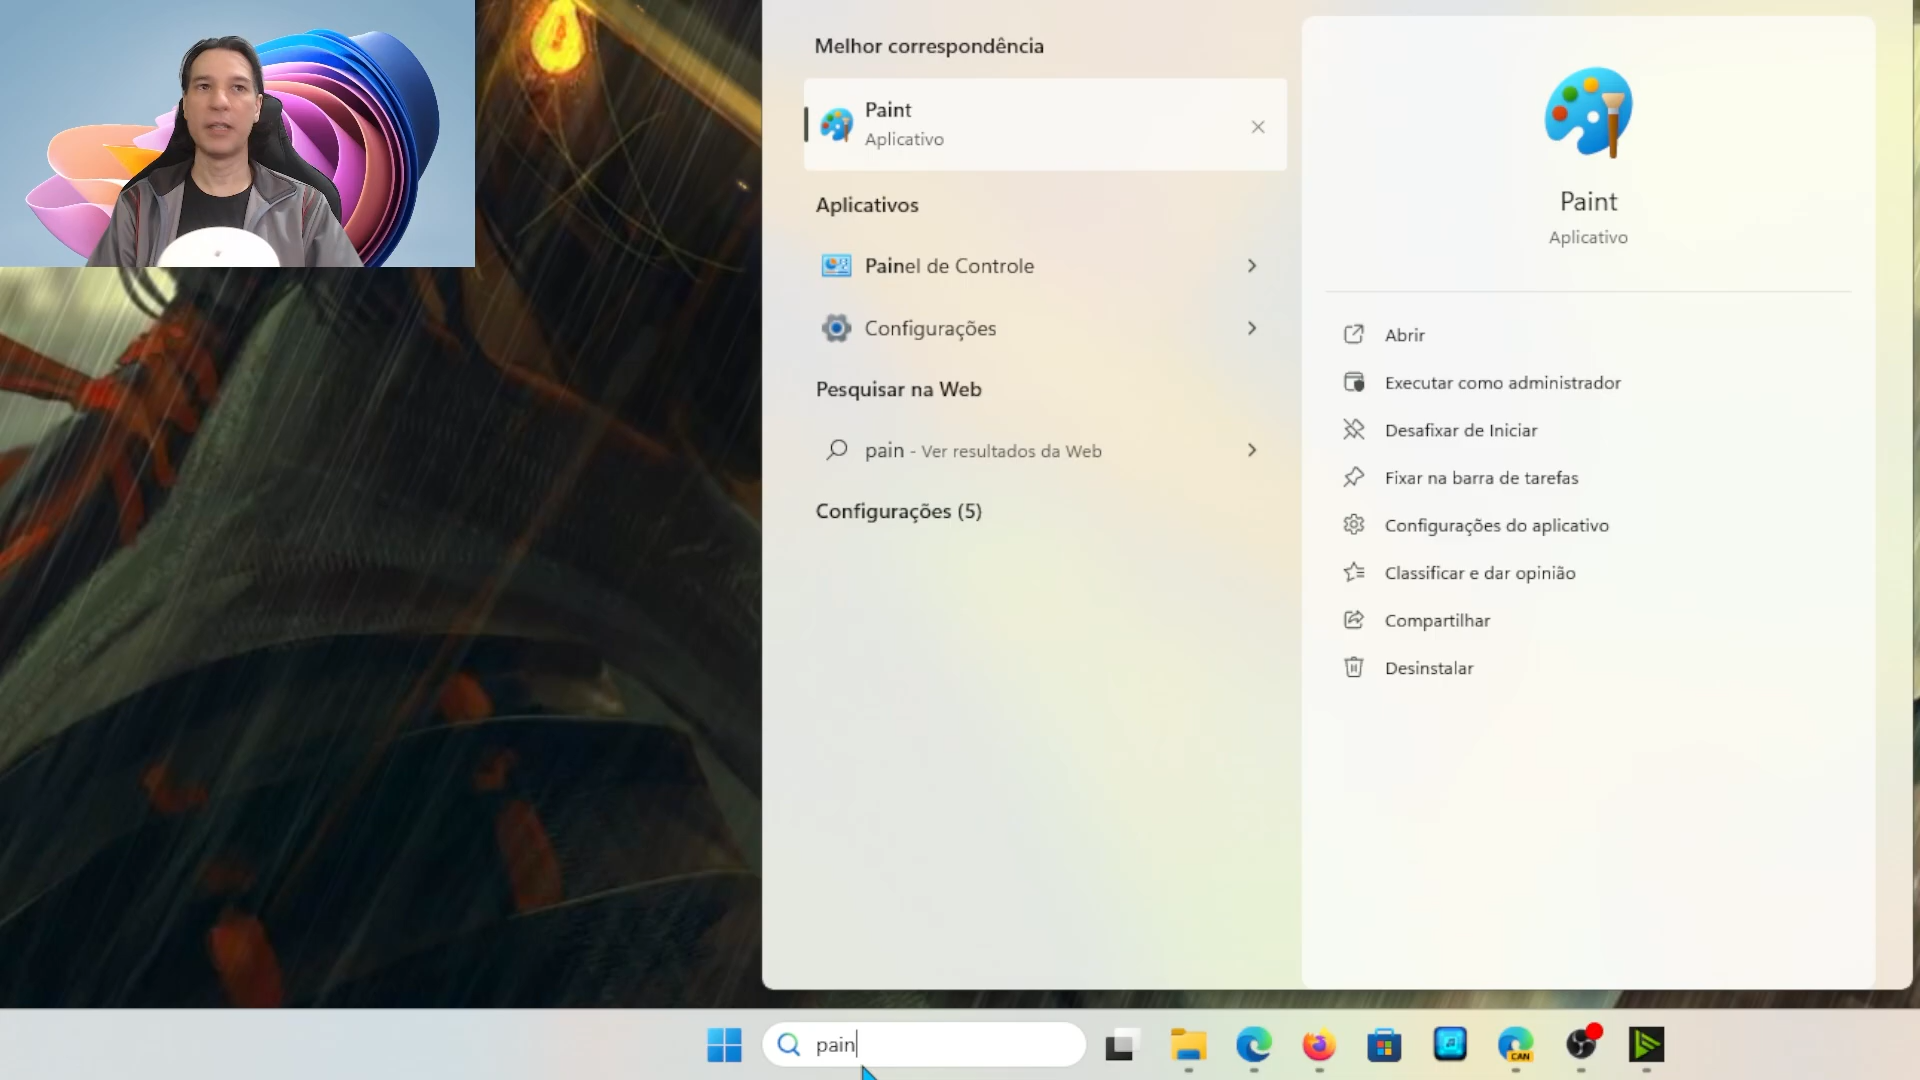 Melhor correspondência
Paint
Aplicativo
Aplicativos
Painel de Controle
Configurações
Pesquisar na Web
pain - Ver resultados da Web
Configurações (5)
Paint
Aplicativo
Abrir
Executar como administrador
Desafixar de Iniciar
Fixar na barra de tarefas
Configurações do aplicativo
Classificar e dar opinião
Compartilhar
Desinstalar
pain
CAN